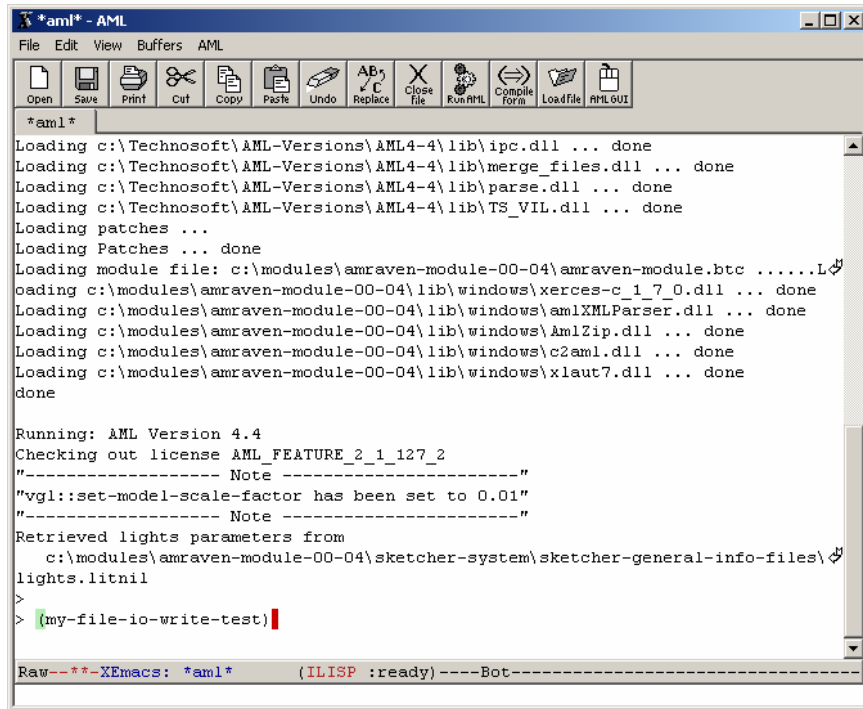 *aml* - AML
File Edit View Buffers AML
Open Save Print Cut Copy Paste Undo Replace Close file Run AML Compile form Load file AML GUI
*aml*
Loading c:\Technosoft\AML-Versions\AML4-4\lib\ipc.dll ... done
Loading c:\Technosoft\AML-Versions\AML4-4\lib\merge_files.dll ... done
Loading c:\Technosoft\AML-Versions\AML4-4\lib\parse.dll ... done
Loading c:\Technosoft\AML-Versions\AML4-4\lib\TS_VIL.dll ... done
Loading patches ...
Loading Patches ... done
Loading module file: c:\modules\amraven-module-00-04\amraven-module.btc ......L
oading c:\modules\amraven-module-00-04\lib\windows\xerces-c_1_7_0.dll ... done
Loading c:\modules\amraven-module-00-04\lib\windows\amlXMLParser.dll ... done
Loading c:\modules\amraven-module-00-04\lib\windows\AmlZip.dll ... done
Loading c:\modules\amraven-module-00-04\lib\windows\c2aml.dll ... done
Loading c:\modules\amraven-module-00-04\lib\windows\xlaut7.dll ... done
done
Running: AML Version 4.4
Checking out license AML_FEATURE_2_1_127_2
"------------------- Note -----------------------"
"vgl::set-model-scale-factor has been set to 0.01"
"------------------- Note -----------------------"
Retrieved lights parameters from
c:\modules\amraven-module-00-04\sketcher-system\sketcher-general-info-files\
lights.litnil
>
> (my-file-io-write-test)
Raw--**-XEmacs: *aml* (ILISP :ready)----Bot----------------------------------